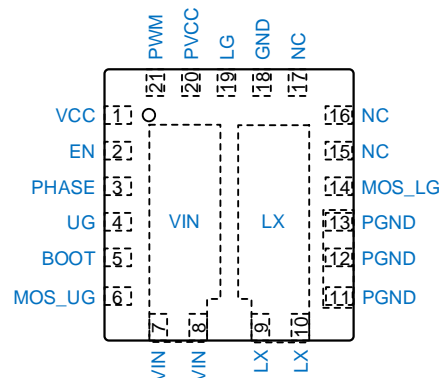 PWM
PVCC
LG
GND
NC
21
20
19
18
17
VCC 1
EN 2
PHASE 3
UG 4
BOOT 5
MOS_UG 6
16 NC
15 NC
14 MOS_LG
13 PGND
12 PGND
11 PGND
VIN
LX
7
8
9
10
VIN
VIN
LX
LX